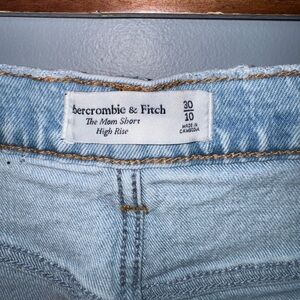 abercrombie & Fitch
The Mom Short
High Rise
30
10
MADE IN
CAMBODIA